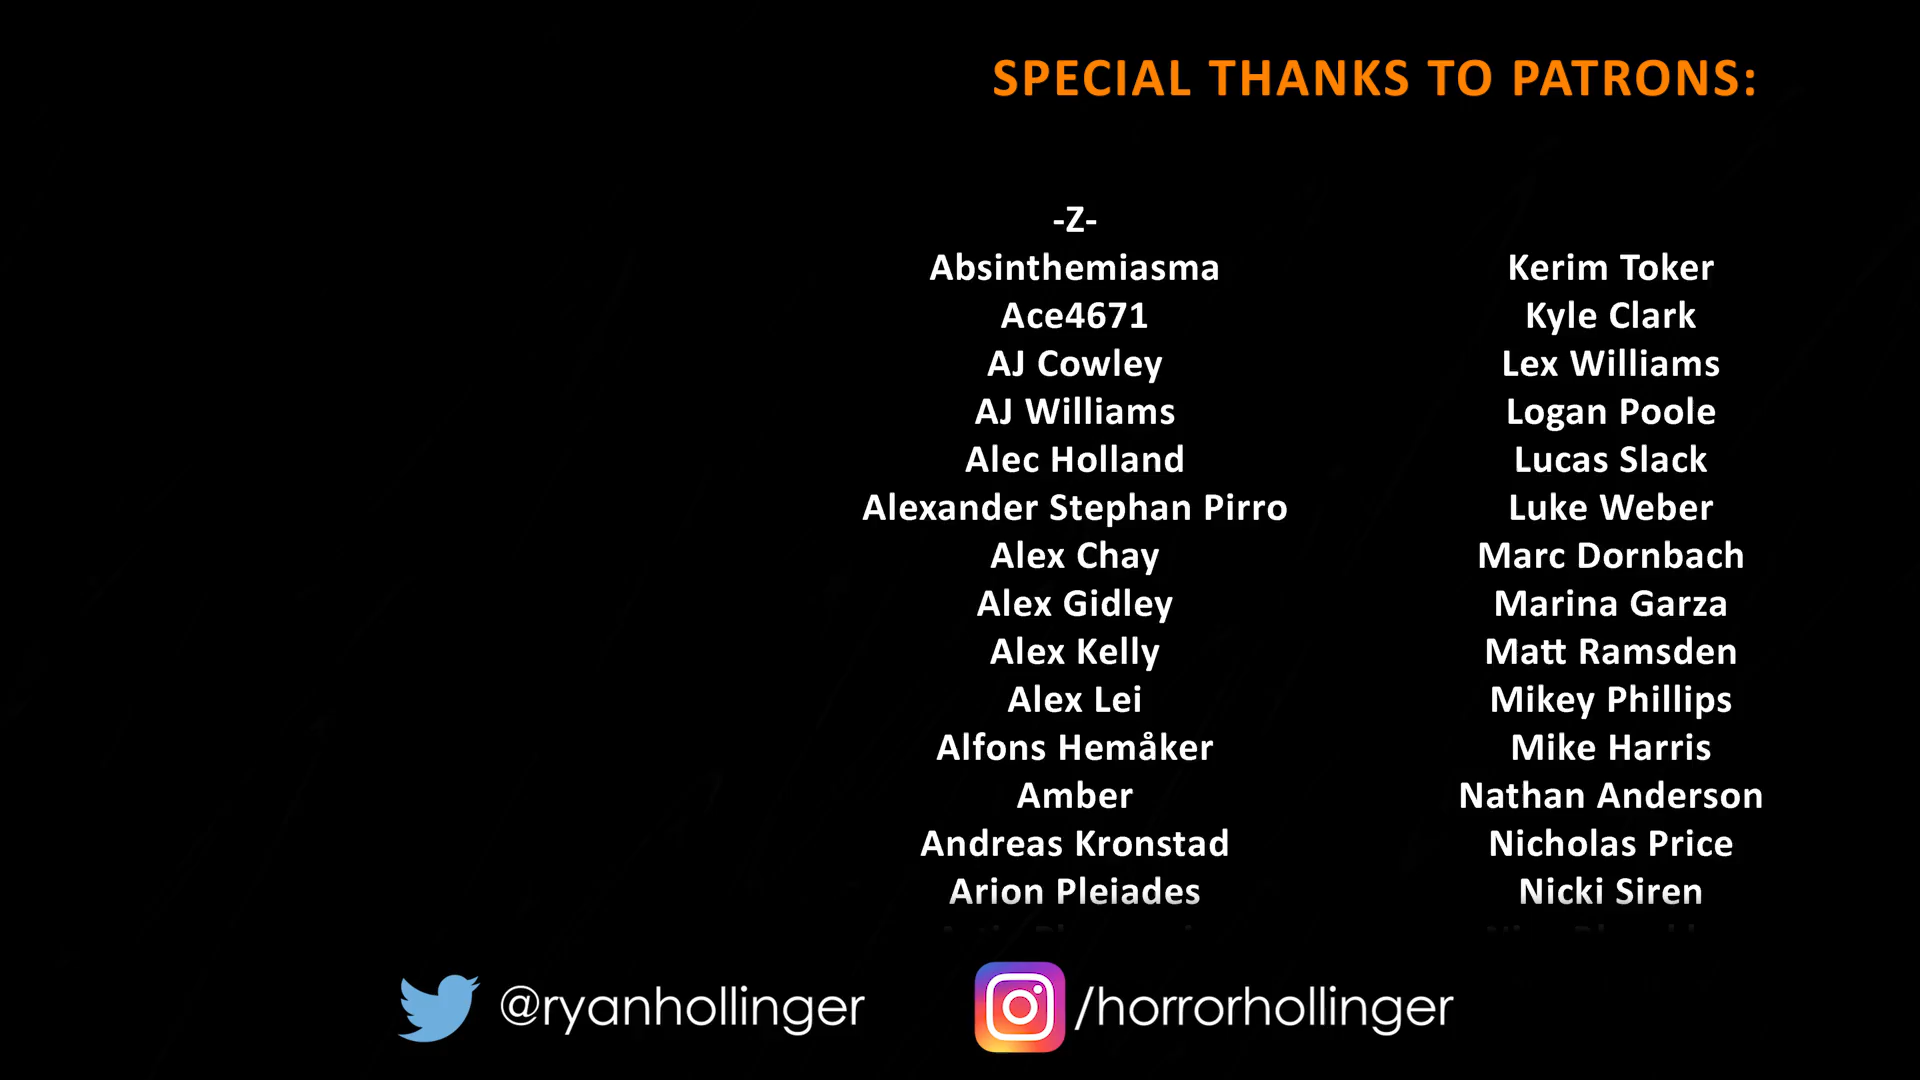 SPECIAL THANKS TO PATRONS:
-Z-
Absinthemiasma
Ace4671
AJ Cowley
AJ Williams
Alec Holland
Alexander Stephan Pirro
Alex Chay
Alex Gidley
Alex Kelly
Alex Lei
Alfons Hemåker
Amber
Andreas Kronstad
Arion Pleiades
Kerim Toker
Kyle Clark
Lex Williams
Logan Poole
Lucas Slack
Luke Weber
Marc Dornbach
Marina Garza
Matt Ramsden
Mikey Phillips
Mike Harris
Nathan Anderson
Nicholas Price
Nicki Siren
@ryanhollinger
/horrorhollinger